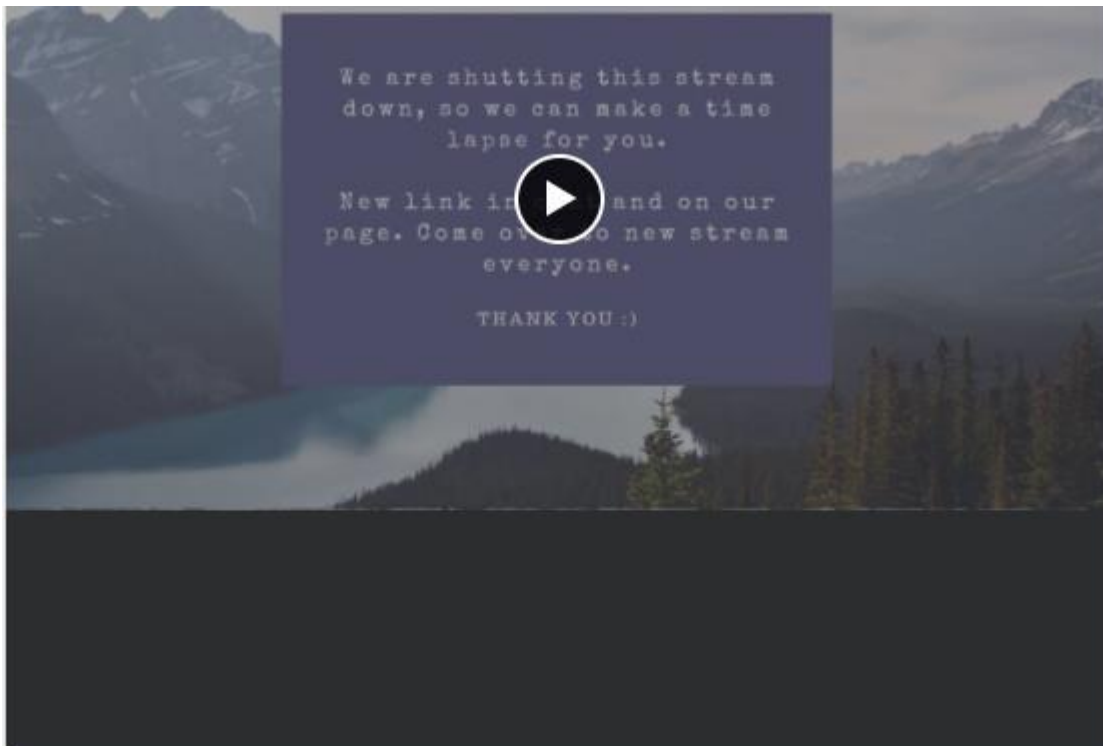 We are shutting this stream
down, so we can make a time
lapse for you.
New link in and on our
page. Come to new stream
everyone.
THANK YOU :)